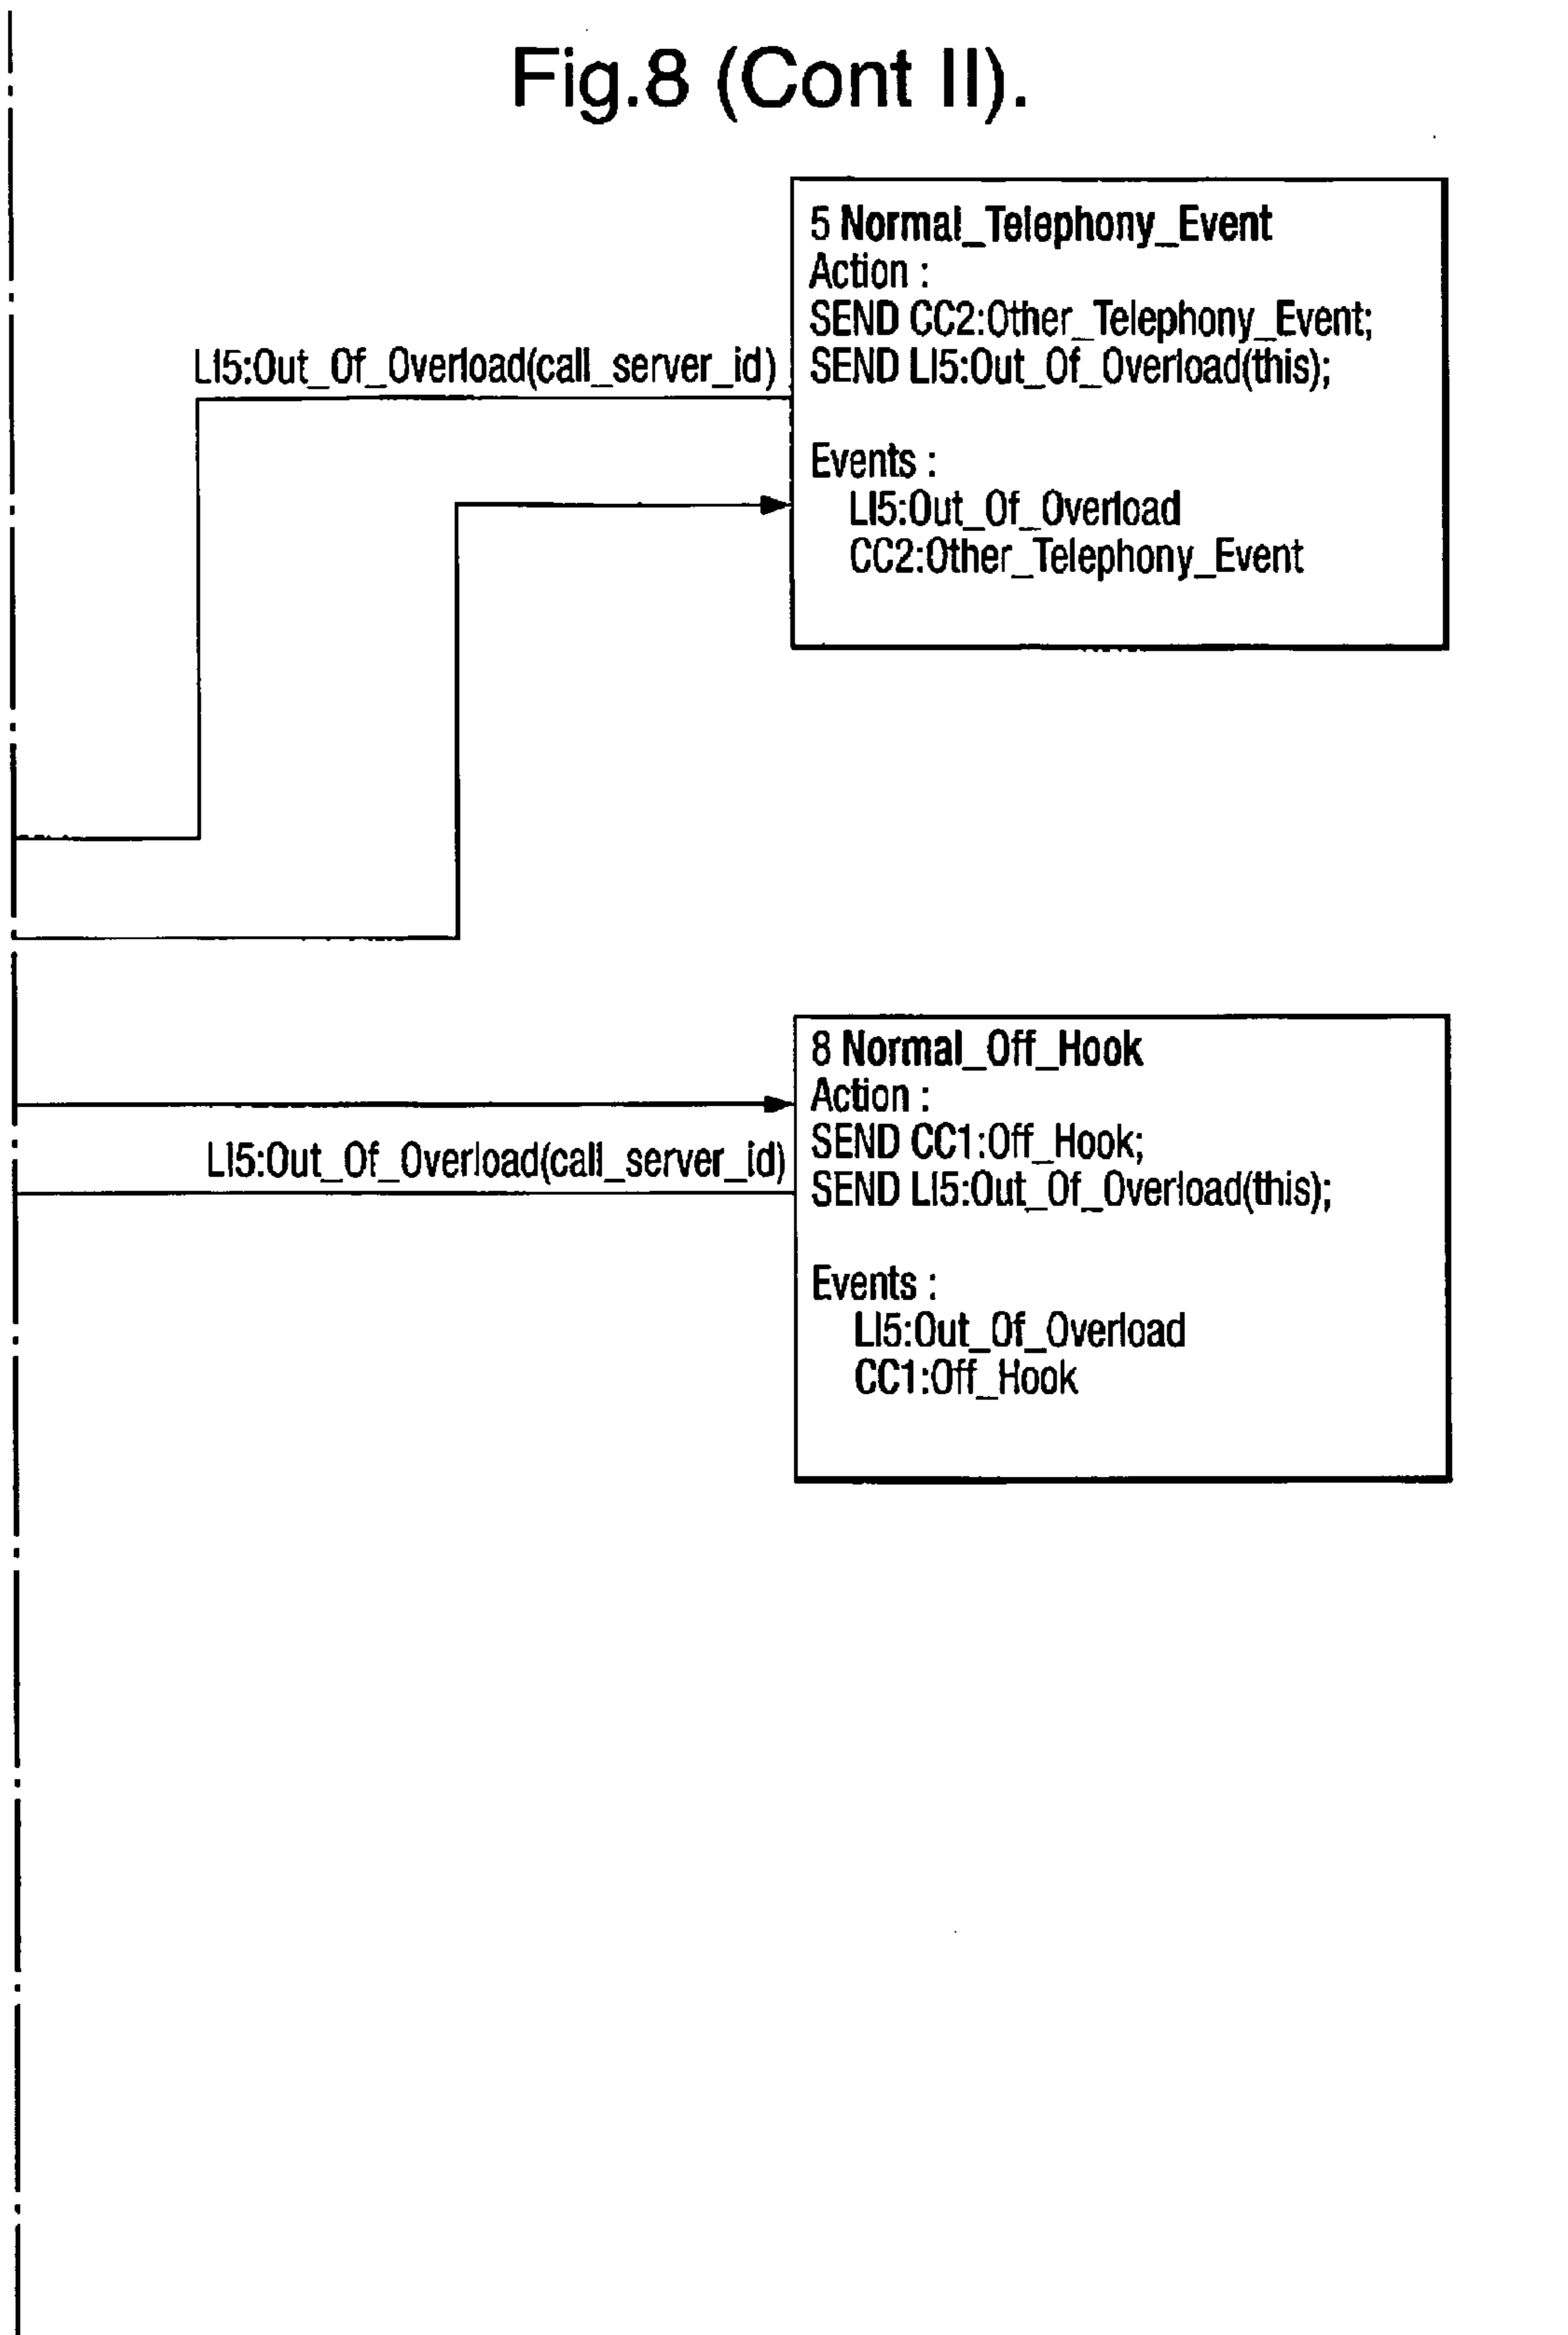 Fig.8 (Cont II).
5 Normal_Telephony_Event
Action :
SEND CC2:Other_Telephony_Event;
LI5:Out_Of_Overload(call_server_id)
SEND LI5:Out_Of_Overload(this);
Events :
LI5:Out_Of_Overload
CC2:Other_Telephony_Event
8 Normal_Off_Hook
Action :
SEND CC1:Off_Hook;
LI5:Out_Of_Overload(call_server_id)
SEND LI5:Out_Of_Overload(this);
Events :
LI5:Out_Of_Overload
CC1:Off_Hook